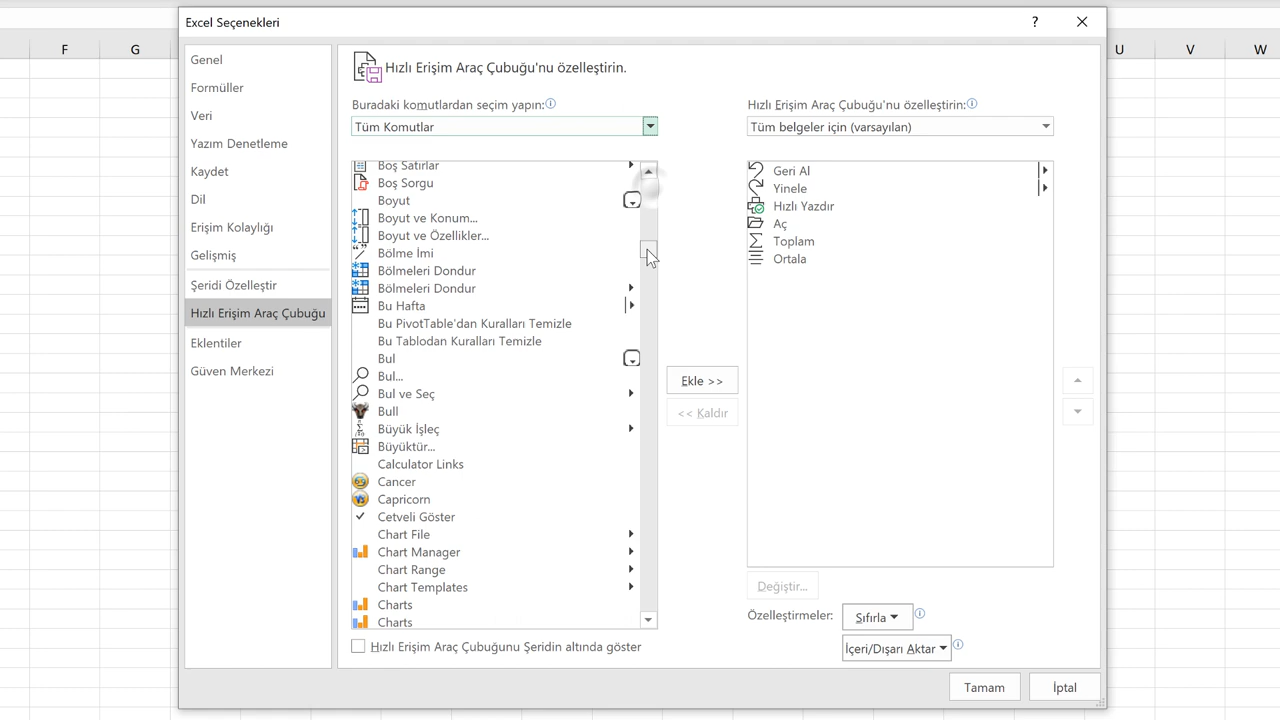 Excel Seçenekleri
?
F G U V W
Genel
Formüller
Veri
Yazım Denetleme
Kaydet
Dil
Erişim Kolaylığı
Gelişmiş
Şeridi Özelleştir
Hızlı Erişim Araç Çubuğu
Eklentiler
Güven Merkezi
Hızlı Erişim Araç Çubuğu'nu özelleştirin.
Buradaki komutlardan seçim yapın:
Tüm Komutlar
Boş Satırlar
Boş Sorgu
Boyut
Boyut ve Konum...
Boyut ve Özellikler...
Bölme İmi
Bölmeleri Dondur
Bölmeleri Dondur
Bu Hafta
Bu PivotTable'dan Kuralları Temizle
Bu Tablodan Kuralları Temizle
Bul
Bul...
Bul ve Seç
Bull
Büyük İşleç
Büyüktür...
Calculator Links
Cancer
Capricorn
Cetveli Göster
Chart File
Chart Manager
Chart Range
Chart Templates
Charts
Charts
Hızlı Erişim Araç Çubuğunu Şeridin altında göster
Ekle >>
<< Kaldır
Hızlı Erişim Araç Çubuğu'nu özelleştirin:
Tüm belgeler için (varsayılan)
Geri Al
Yinele
Hızlı Yazdır
Aç
Toplam
Ortala
Değiştir...
Özelleştirmeler:
Sıfırla
İçeri/Dışarı Aktar
Tamam
İptal